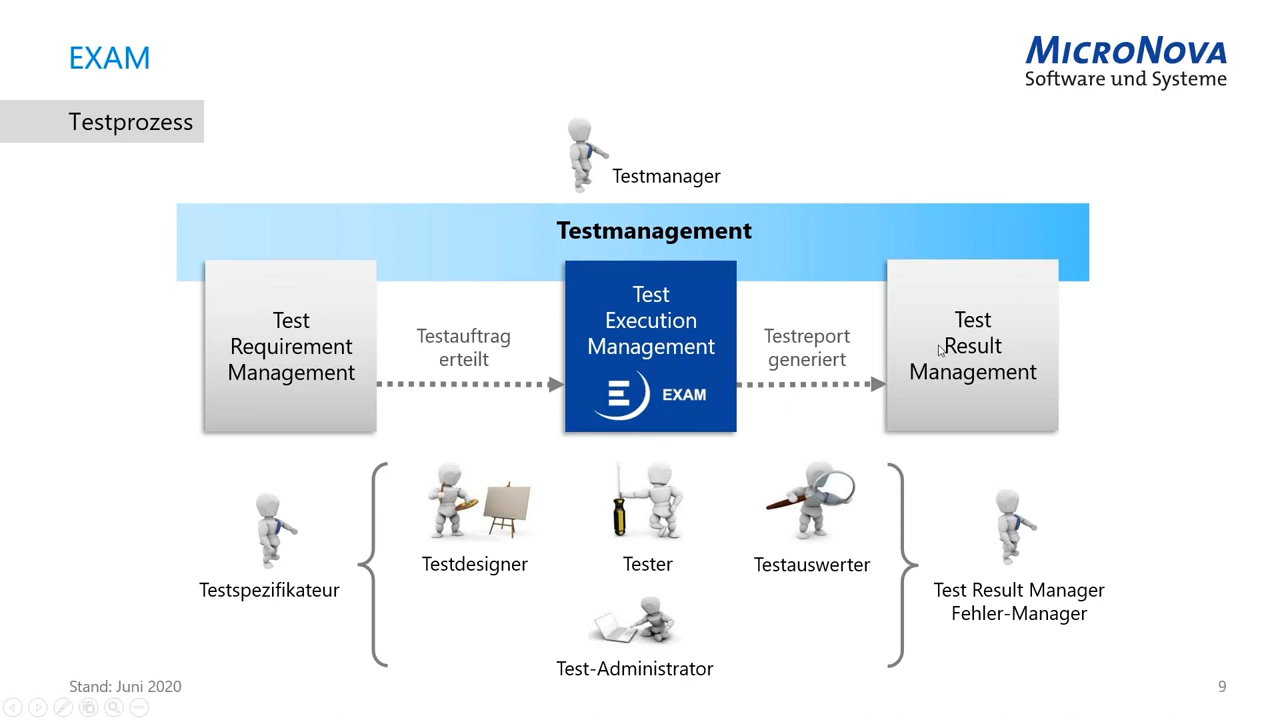 EXAM
MICRONOVA
Software und Systeme
Testprozess
Testmanager
Testmanagement
Test
Requirement
Management
Testauftrag
erteilt
Test
Execution
Management
EXAM
Testreport
generiert
Test
Result
Management
Testspezifikateur
Testdesigner
Tester
Testauswerter
Test-Administrator
Test Result Manager
Fehler-Manager
Stand: Juni 2020
9